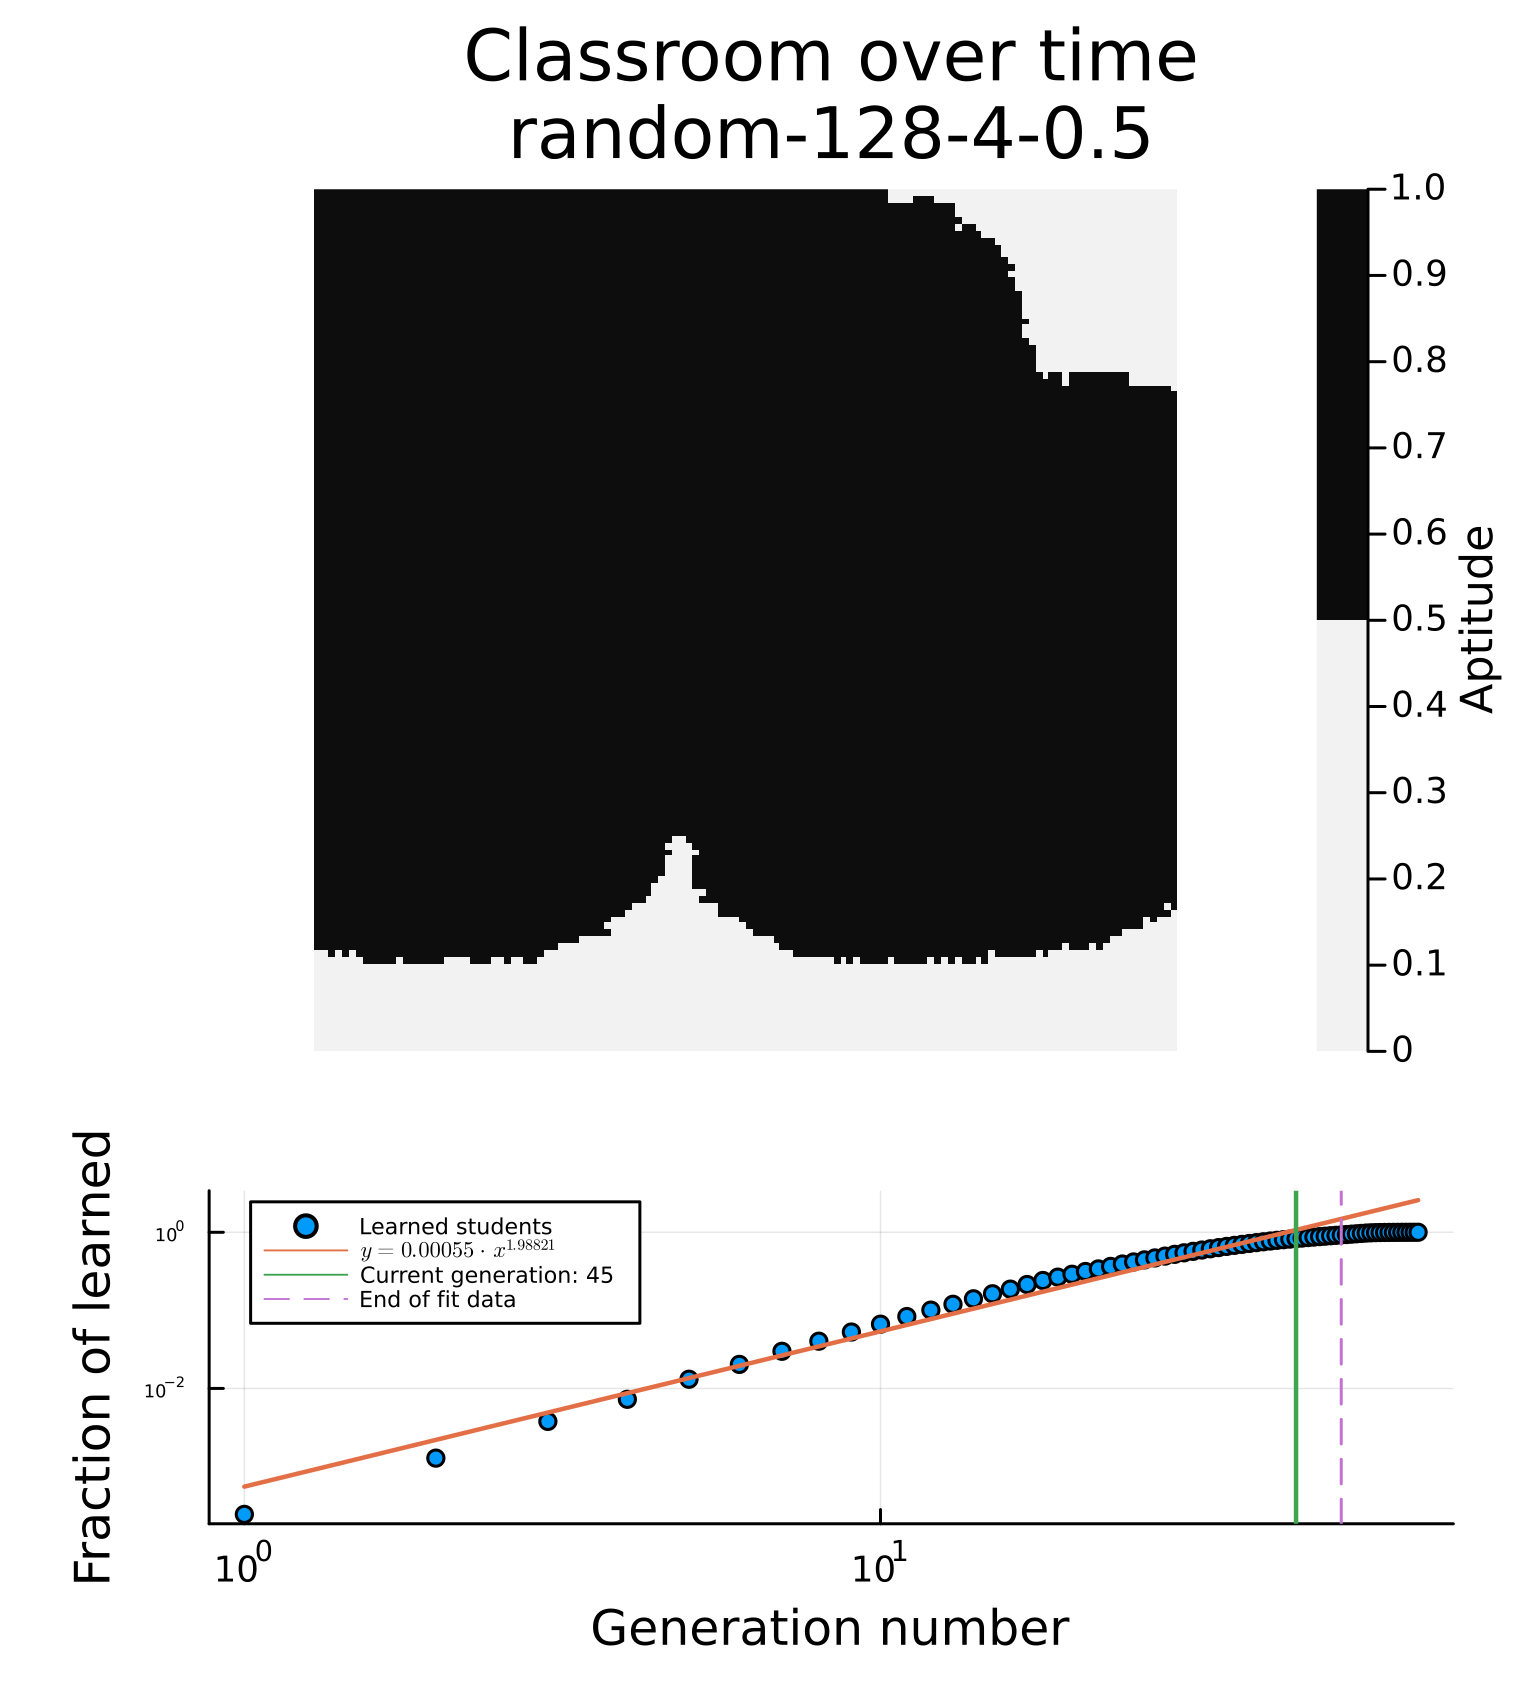 Classroom over time
random-128-4-0.5
1.0
0.9
0.8
0.7
0.6
0.5
0.4
0.3
0.2
0.1
0
Aptitude
Fraction of learned
10⁰
10⁻²
Learned students
y = 0.00055 · x^1.98821
Current generation: 45
End of fit data
10⁰
10¹
Generation number